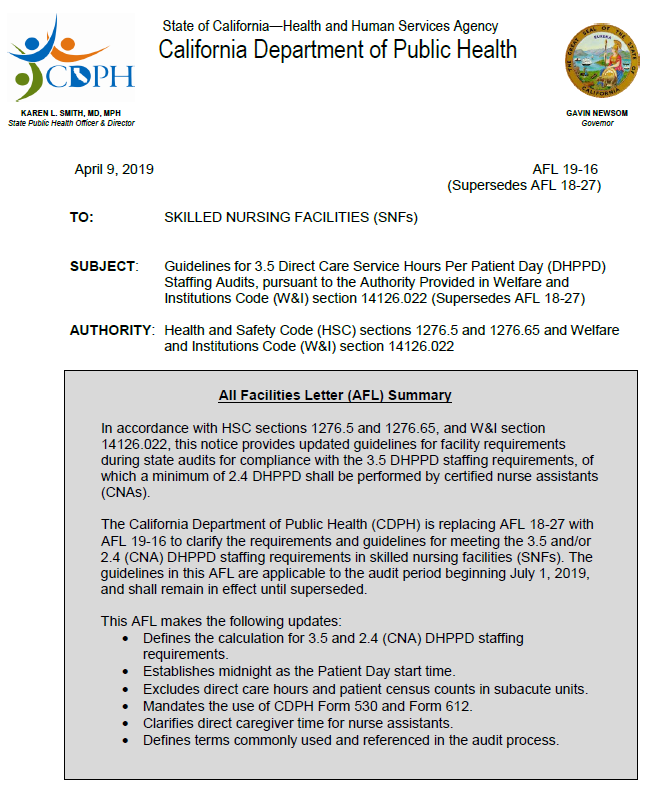 State of California—Health and Human Services Agency
California Department of Public Health
CDPH
KAREN L. SMITH, MD, MPH
State Public Health Officer & Director
GAVIN NEWSOM
Governor
April 9, 2019
AFL 19-16
(Supersedes AFL 18-27)
TO: SKILLED NURSING FACILITIES (SNFs)
SUBJECT: Guidelines for 3.5 Direct Care Service Hours Per Patient Day (DHPPD)
Staffing Audits, pursuant to the Authority Provided in Welfare and
Institutions Code (W&I) section 14126.022 (Supersedes AFL 18-27)
AUTHORITY: Health and Safety Code (HSC) sections 1276.5 and 1276.65 and Welfare
and Institutions Code (W&I) section 14126.022
All Facilities Letter (AFL) Summary
In accordance with HSC sections 1276.5 and 1276.65, and W&I section
14126.022, this notice provides updated guidelines for facility requirements
during state audits for compliance with the 3.5 DHPPD staffing requirements, of
which a minimum of 2.4 DHPPD shall be performed by certified nurse assistants
(CNAs).
The California Department of Public Health (CDPH) is replacing AFL 18-27 with
AFL 19-16 to clarify the requirements and guidelines for meeting the 3.5 and/or
2.4 (CNA) DHPPD staffing requirements in skilled nursing facilities (SNFs). The
guidelines in this AFL are applicable to the audit period beginning July 1, 2019,
and shall remain in effect until superseded.
This AFL makes the following updates:
• Defines the calculation for 3.5 and 2.4 (CNA) DHPPD staffing
requirements.
• Establishes midnight as the Patient Day start time.
• Excludes direct care hours and patient census counts in subacute units.
• Mandates the use of CDPH Form 530 and Form 612.
• Clarifies direct caregiver time for nurse assistants.
• Defines terms commonly used and referenced in the audit process.